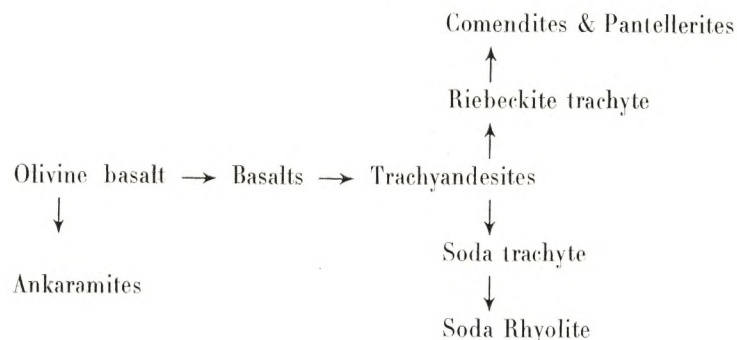 Comendites & Pantellerites
↑
Riebeckite trachyte
↑
Olivine basalt → Basalts → Trachyandesites
↓ ↓
Soda trachyte
Ankaramites
↓
Soda Rhyolite